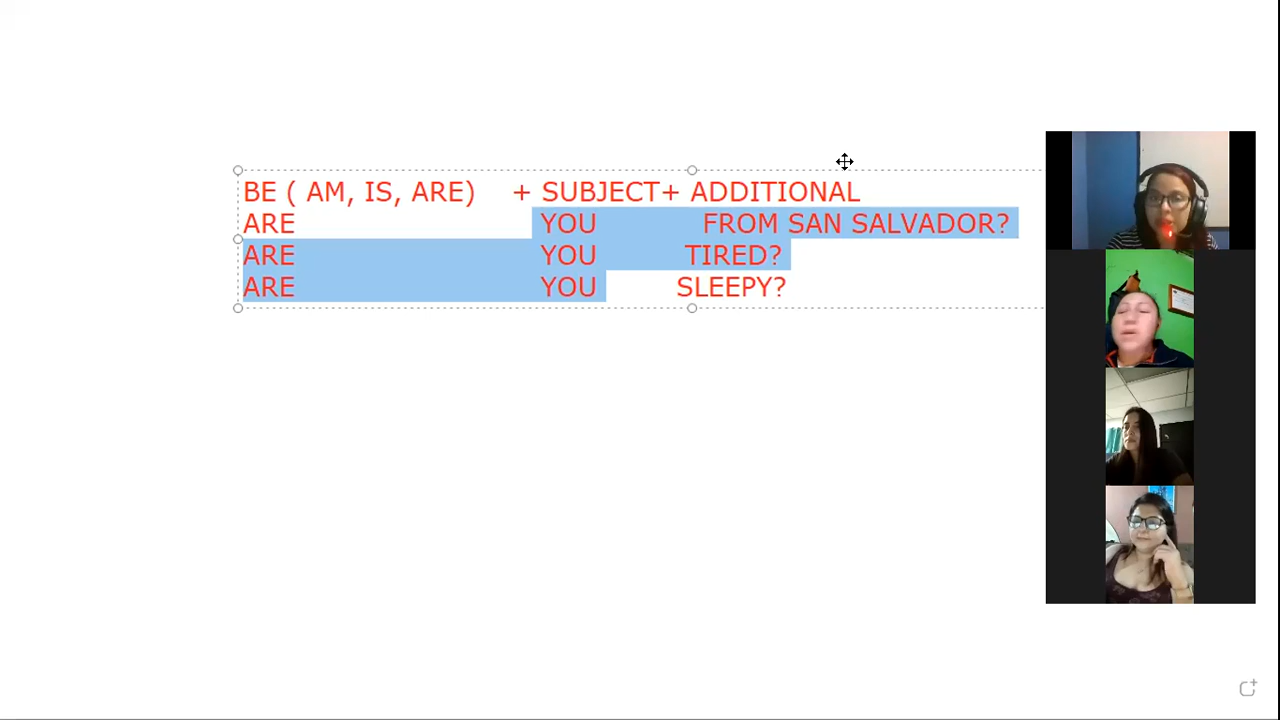 BE ( AM, IS, ARE) + SUBJECT+ ADDITIONAL
ARE YOU FROM SAN SALVADOR?
ARE YOU TIRED?
ARE YOU SLEEPY?